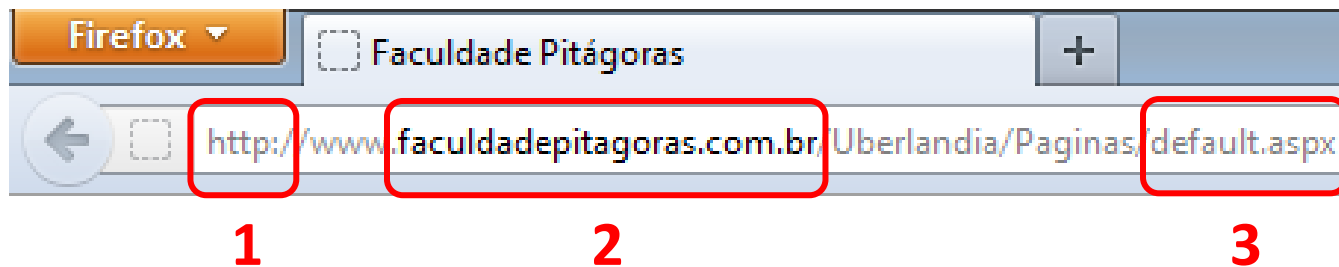 Firefox
Faculdade Pitágoras
+
http://www.faculdadepitagoras.com.br/Uberlandia/Paginas/default.aspx
1 2 3